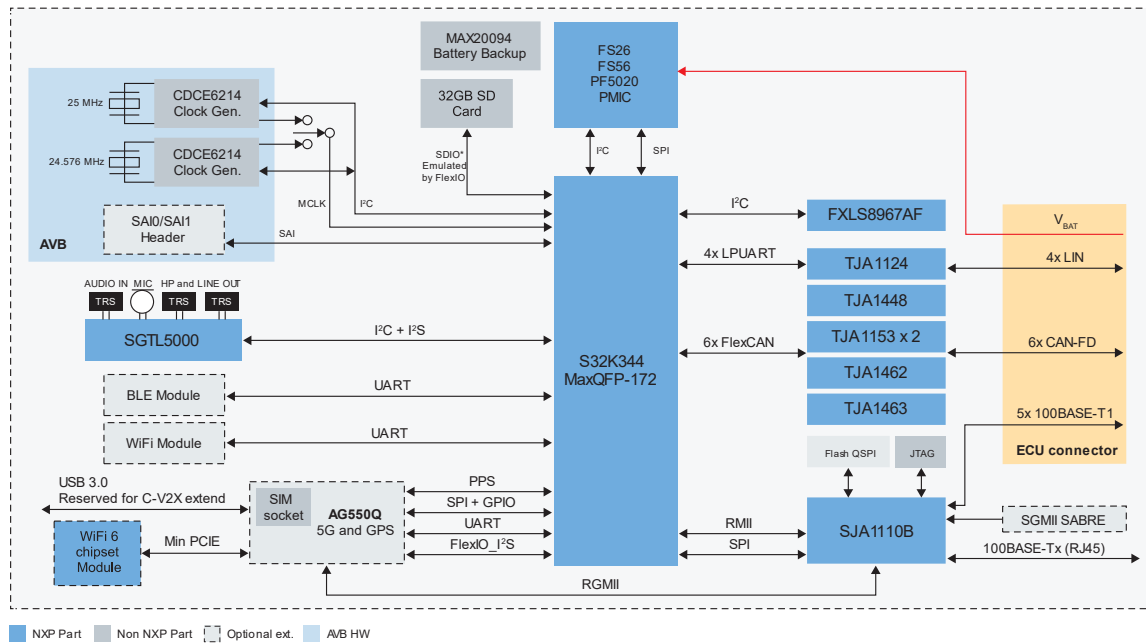 MAX20094
Battery Backup
32GB SD
Card
FS26
FS56
PF5020
PMIC
25 MHz
CDCE6214
Clock Gen.
24.576 MHz
CDCE6214
Clock Gen.
SAI0/SAI1
Header
AVB
MCLK
I²C
SAI
SDIO*
Emulated
by FlexIO
I²C
SPI
AUDIO IN
MIC
HP and LINE OUT
TRS
TRS
TRS
SGTL5000
I²C + I²S
BLE Module
UART
WiFi Module
UART
S32K344
MaxQFP-172
I²C
FXLS8967AF
4x LPUART
TJA1124
TJA1448
6x FlexCAN
TJA1153 x 2
TJA1462
TJA1463
V_BAT
4x LIN
6x CAN-FD
5x 100BASE-T1
ECU connector
Flash QSPI
JTAG
USB 3.0
Reserved for C-V2X extend
SIM
socket
AG550Q
5G and GPS
PPS
SPI + GPIO
UART
FlexIO_I²S
WiFi 6
chipset
Module
Min PCIE
RMII
SPI
SJA1110B
SGMII SABRE
100BASE-Tx (RJ45)
RGMII
NXP Part
Non NXP Part
Optional ext.
AVB HW